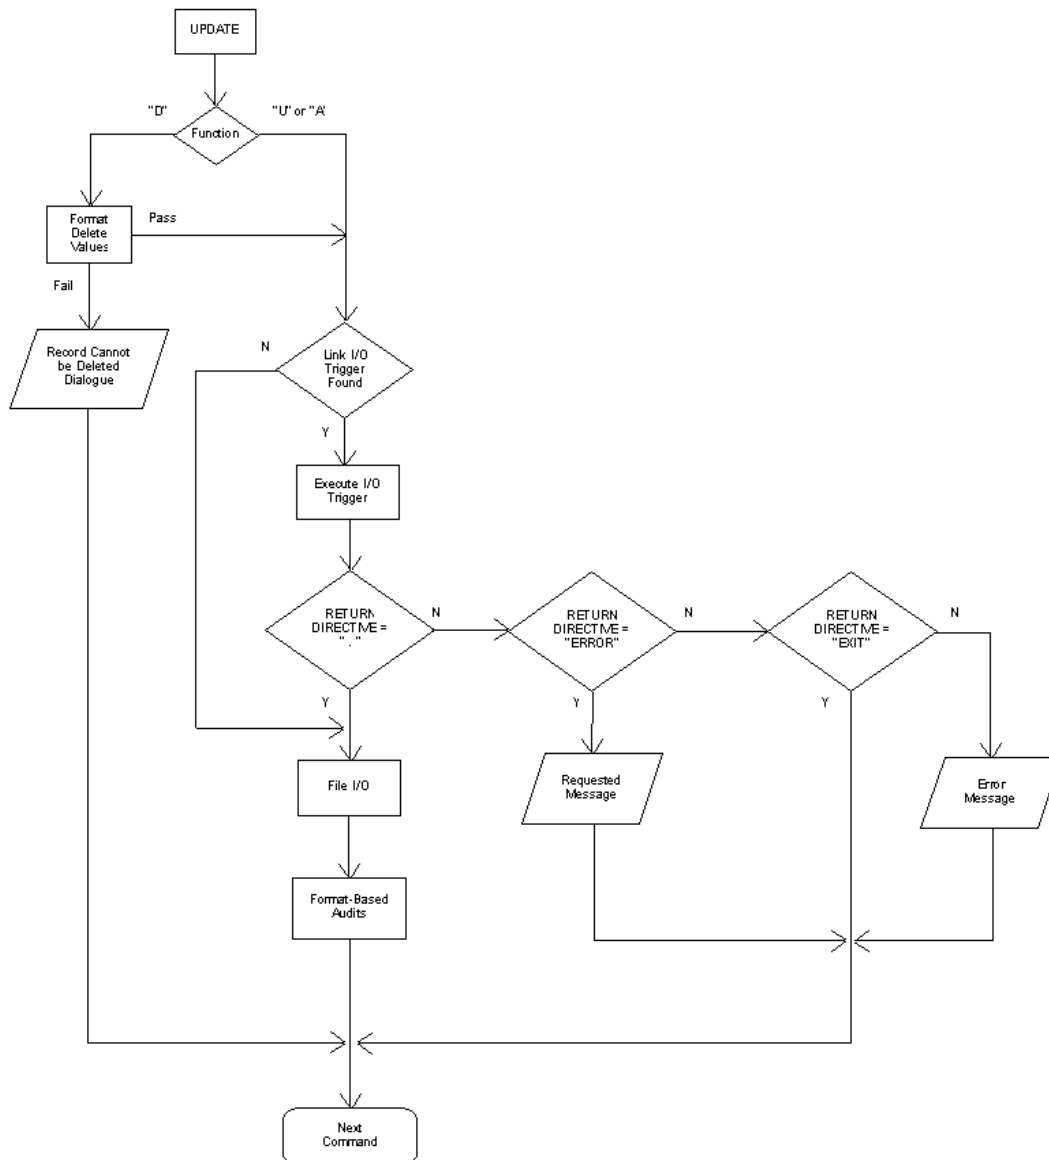 UPDATE
"D"
"U" or "A'
Function
Format
Delete
Values
Pass
Fail
Record Cannot
be Deleted
Dialogue
N
Link I/O
Trigger
Found
Y
Execute I/O
Trigger
RETURN
DIRECTIVE =
" . "
N
RETURN
DIRECTIVE =
"ERROR"
N
RETURN
DIRECTIVE =
"EXIT"
N
Y
Y
Y
File I/O
Requested
Message
Error
Message
Format-Based
Audits
Next
Command